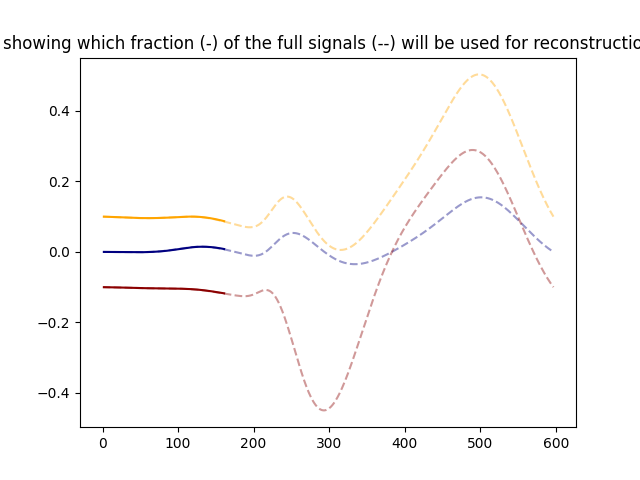 showing which fraction (-) of the full signals (--) will be used for reconstructio
0.4
0.2
0.0
−0.2
−0.4
0 100 200 300 400 500 600